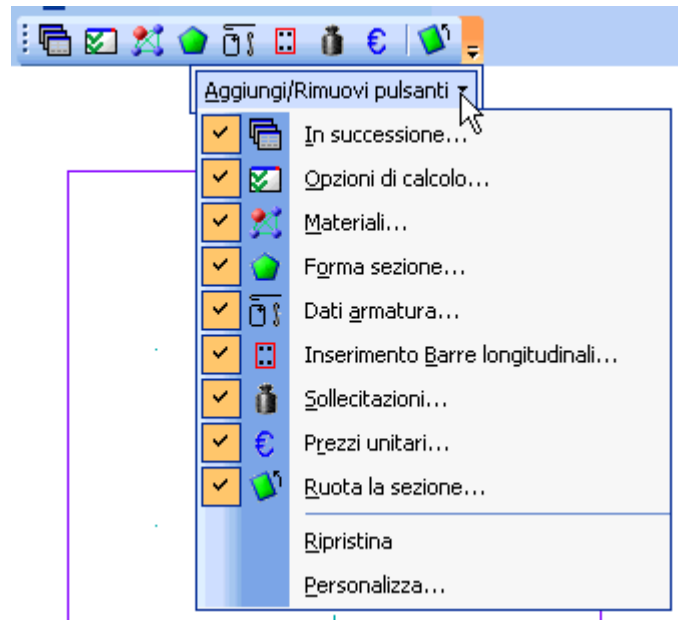 Aggiungi/Rimuovi pulsanti
In successione...
Opzioni di calcolo...
Materiali...
Forma sezione...
Dati armatura...
Inserimento Barre longitudinali...
Sollecitazioni...
€ Prezzi unitari...
Ruota la sezione...
Ripristina
Personalizza...